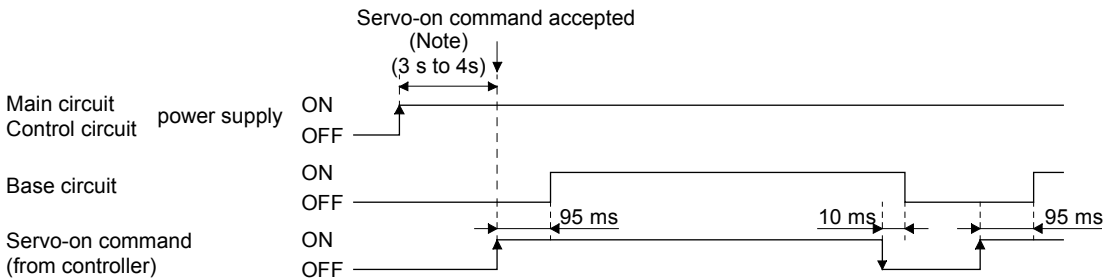 Servo-on command accepted
(Note)
(3 s to 4s)
Main circuit
Control circuit power supply
ON
OFF
Base circuit
ON
OFF
95 ms
10 ms
95 ms
Servo-on command
(from controller)
ON
OFF